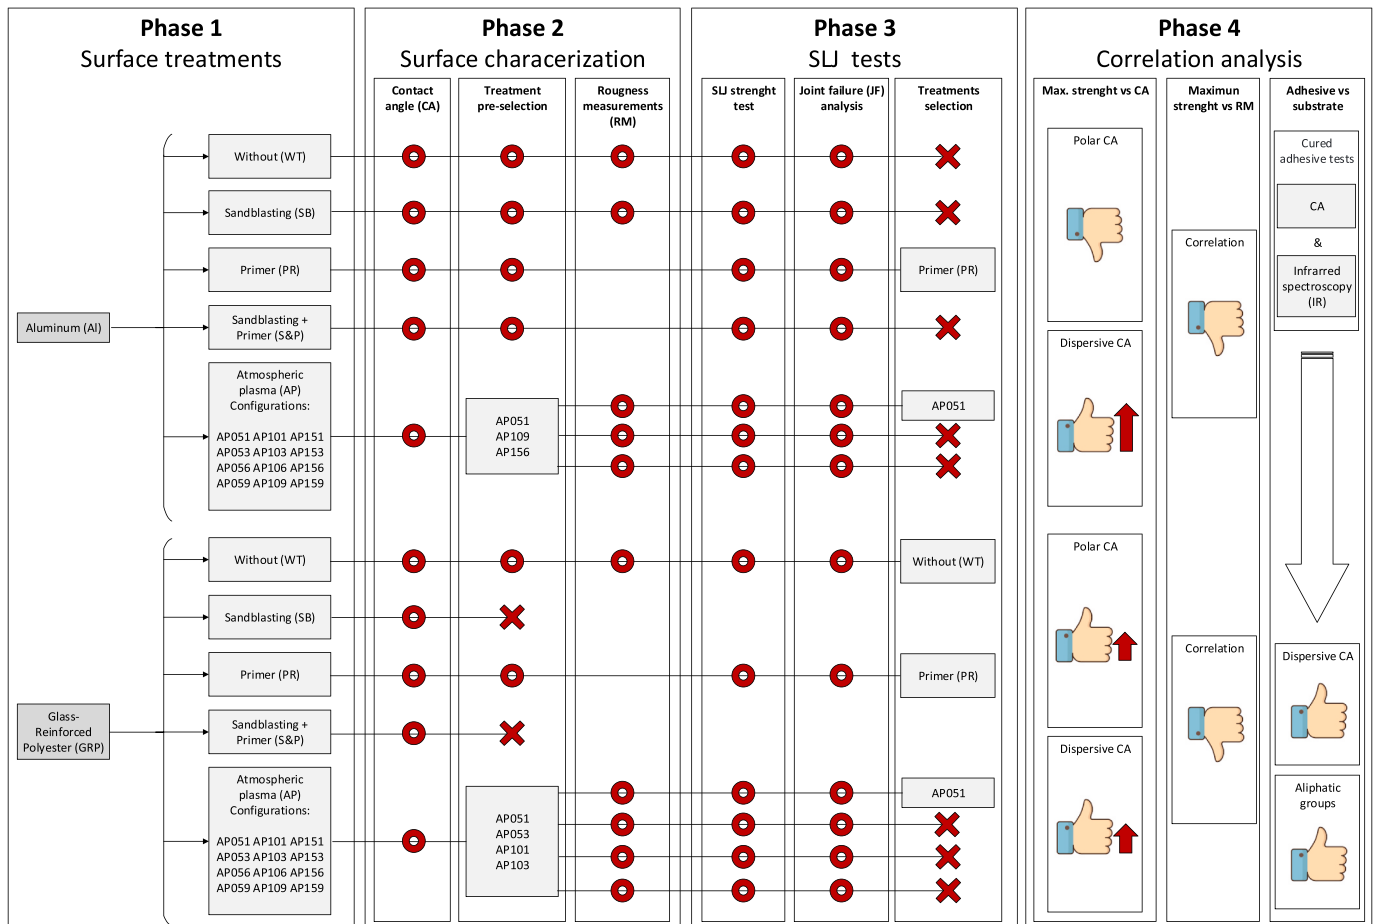 Phase 1
Surface treatments
Aluminum (Al)
Without (WT)
Sandblasting (SB)
Primer (PR)
Sandblasting +
Primer (S&P)
Atmospheric
plasma (AP)
Configurations:
AP051 AP101 AP151
AP053 AP103 AP153
AP056 AP106 AP156
AP059 AP109 AP159
Glass-
Reinforced
Polyester (GRP)
Without (WT)
Sandblasting (SB)
Primer (PR)
Sandblasting +
Primer (S&P)
Atmospheric
plasma (AP)
Configurations:
AP051 AP101 AP151
AP053 AP103 AP153
AP056 AP106 AP156
AP059 AP109 AP159
Phase 2
Surface characerization
Contact
angle (CA)
Treatment
pre-selection
AP051
AP109
AP156
AP051
AP053
AP101
AP103
Rougness
measurements
(RM)
Phase 3
SLJ tests
SLJ strenght
test
Joint failure (JF)
analysis
Treatments
selection
Primer (PR)
AP051
Without (WT)
Primer (PR)
AP051
Phase 4
Correlation analysis
Max. strenght vs CA
Polar CA
Dispersive CA
Polar CA
Dispersive CA
Maximun
strenght vs RM
Correlation
Correlation
Adhesive vs
substrate
Cured
adhesive tests
CA
&
Infrarred
spectroscopy
(IR)
Dispersive CA
Aliphatic
groups